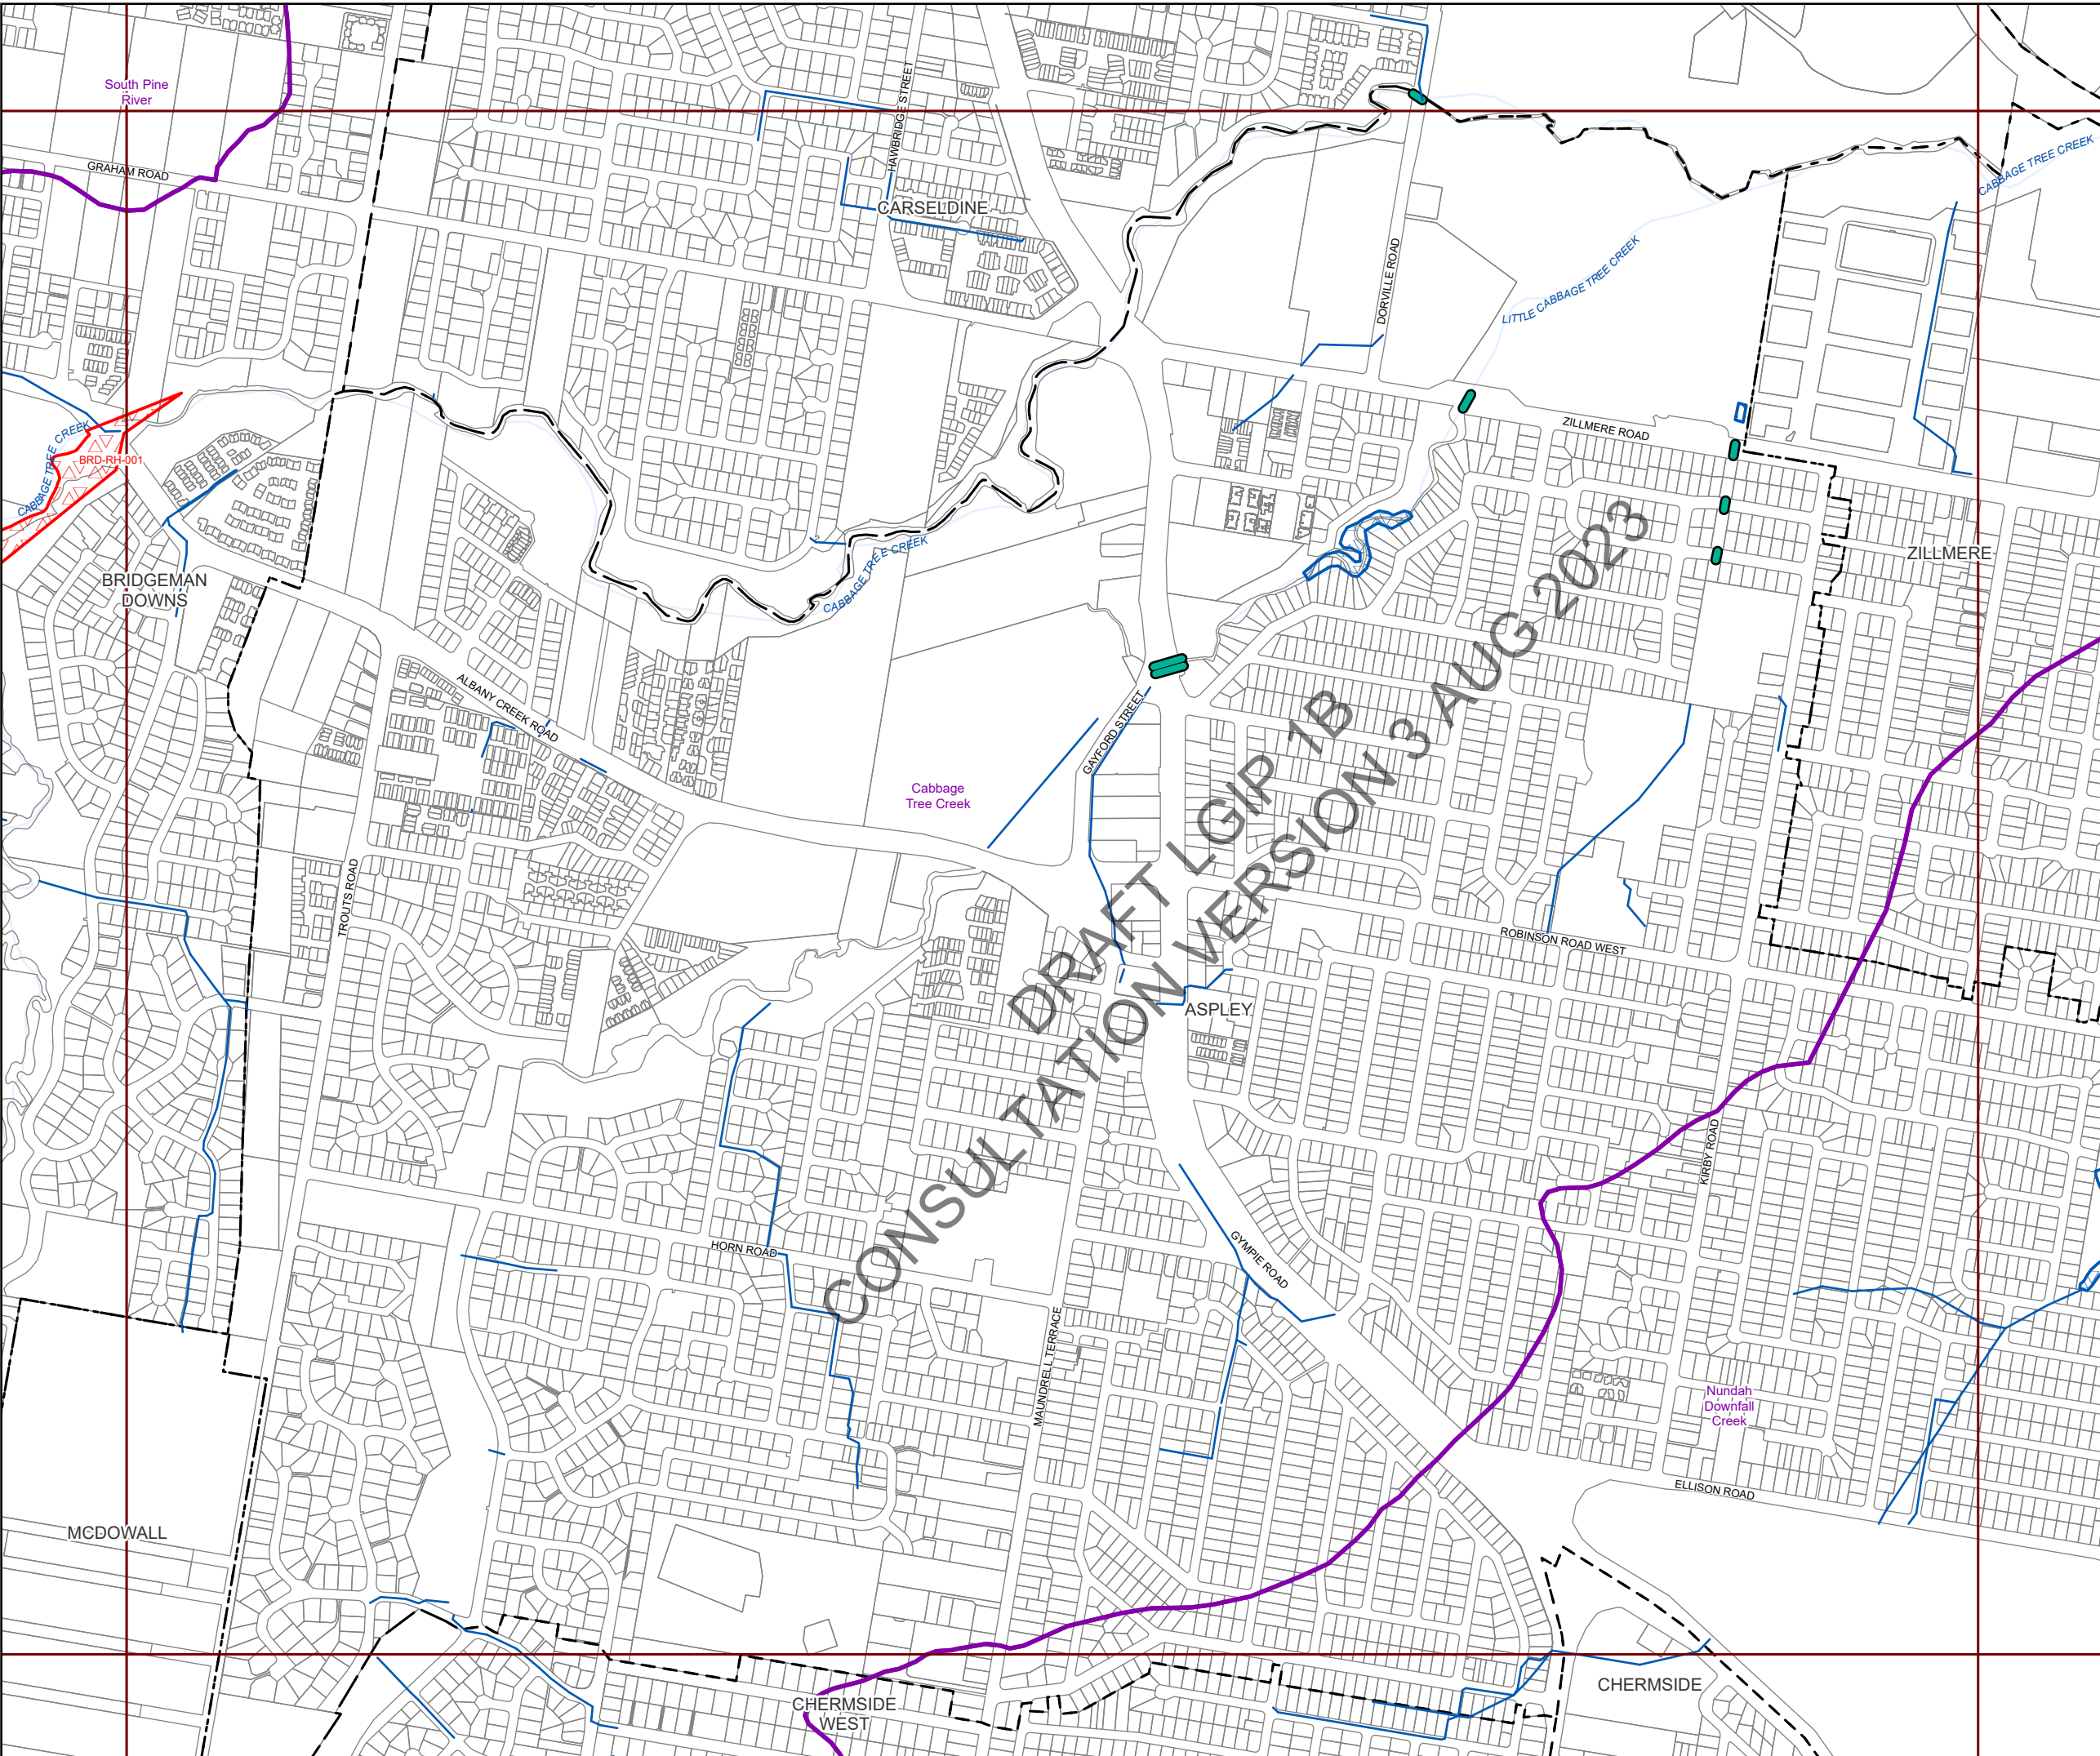 South Pine
River
GRAHAM ROAD
HAWBRIDGE STREET
CARSELDINE
DORVILLE ROAD
CABBAGE TREE CREEK
LITTLE CABBAGE TREE CREEK
ZILLMERE ROAD
CABBAGE TREE CREEK
BRD-RH-001
BRIDGEMAN
DOWNS
CABBAGE TREE CREEK
ZILLMERE
ALBANY CREEK ROAD
GAYFORD STREET
Cabbage
Tree Creek
DRAFT LGIP 1B
CONSULTATION VERSION 3 AUG 2023
TROUTS ROAD
ROBINSON ROAD WEST
ASPLEY
KIRBY ROAD
HORN ROAD
GYMPIE ROAD
MAUNDRELL TERRACE
Nundah
Downfall
Creek
ELLISON ROAD
MCDOWALL
CHERMSIDE
WEST
CHERMSIDE